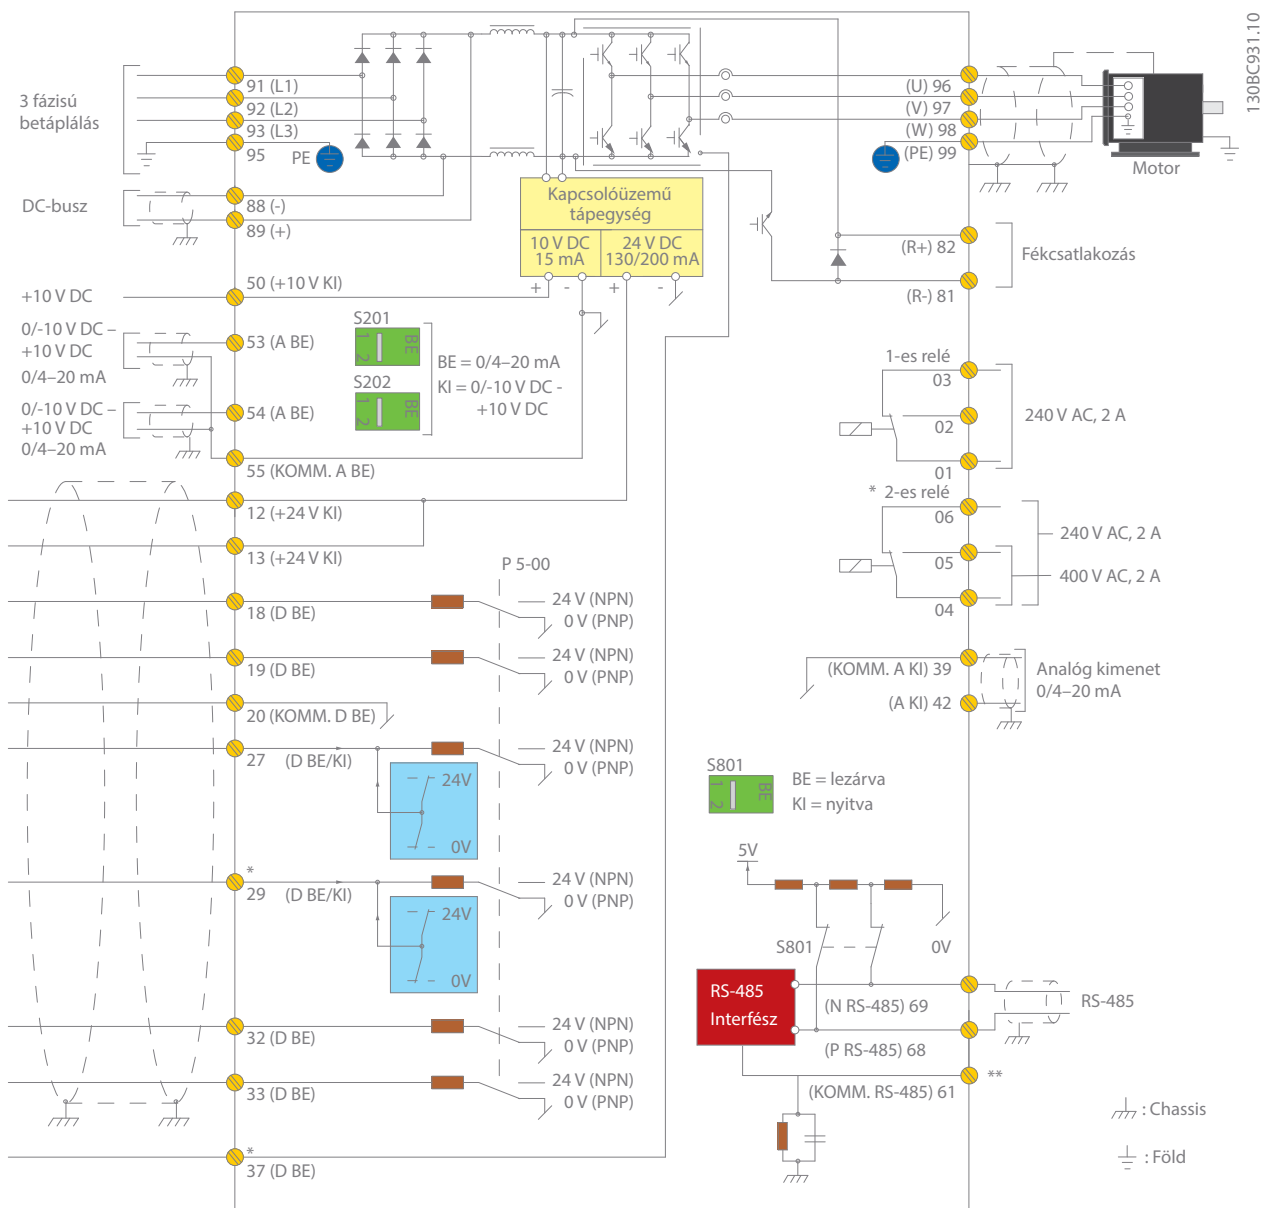 130BC931.10
3 fázisú
betáplálás
91 (L1)
92 (L2)
93 (L3)
95
PE
DC-busz
88 (-)
89 (+)
+10 V DC
50 (+10 V KI)
0/-10 V DC –
+10 V DC
0/4–20 mA
53 (A BE)
0/-10 V DC –
+10 V DC
0/4–20 mA
54 (A BE)
55 (KOMM. A BE)
12 (+24 V KI)
13 (+24 V KI)
18 (D BE)
19 (D BE)
20 (KOMM. D BE)
27 (D BE/KI)
*
29 (D BE/KI)
32 (D BE)
33 (D BE)
*
37 (D BE)
Kapcsolóüzemű
tápegység
10 V DC
15 mA
24 V DC
130/200 mA
+ - + -
S201
1 2 BE
S202
1 2 BE
BE = 0/4–20 mA
KI = 0/-10 V DC -
+10 V DC
P 5-00
24 V (NPN)
0 V (PNP)
24 V (NPN)
0 V (PNP)
24 V (NPN)
0 V (PNP)
24V
0V
24 V (NPN)
0 V (PNP)
24V
0V
24 V (NPN)
0 V (PNP)
24 V (NPN)
0 V (PNP)
(U) 96
(V) 97
(W) 98
(PE) 99
Motor
(R+) 82
(R-) 81
Fékcsatlakozás
1-es relé
03
02
01
240 V AC, 2 A
* 2-es relé
06
05
04
240 V AC, 2 A
400 V AC, 2 A
(KOMM. A KI) 39
(A KI) 42
Analóg kimenet
0/4–20 mA
S801
1 2 BE
BE = lezárva
KI = nyitva
5V
S801
0V
RS-485
Interfész
(N RS-485) 69
(P RS-485) 68
(KOMM. RS-485) 61
**
RS-485
: Chassis
: Föld